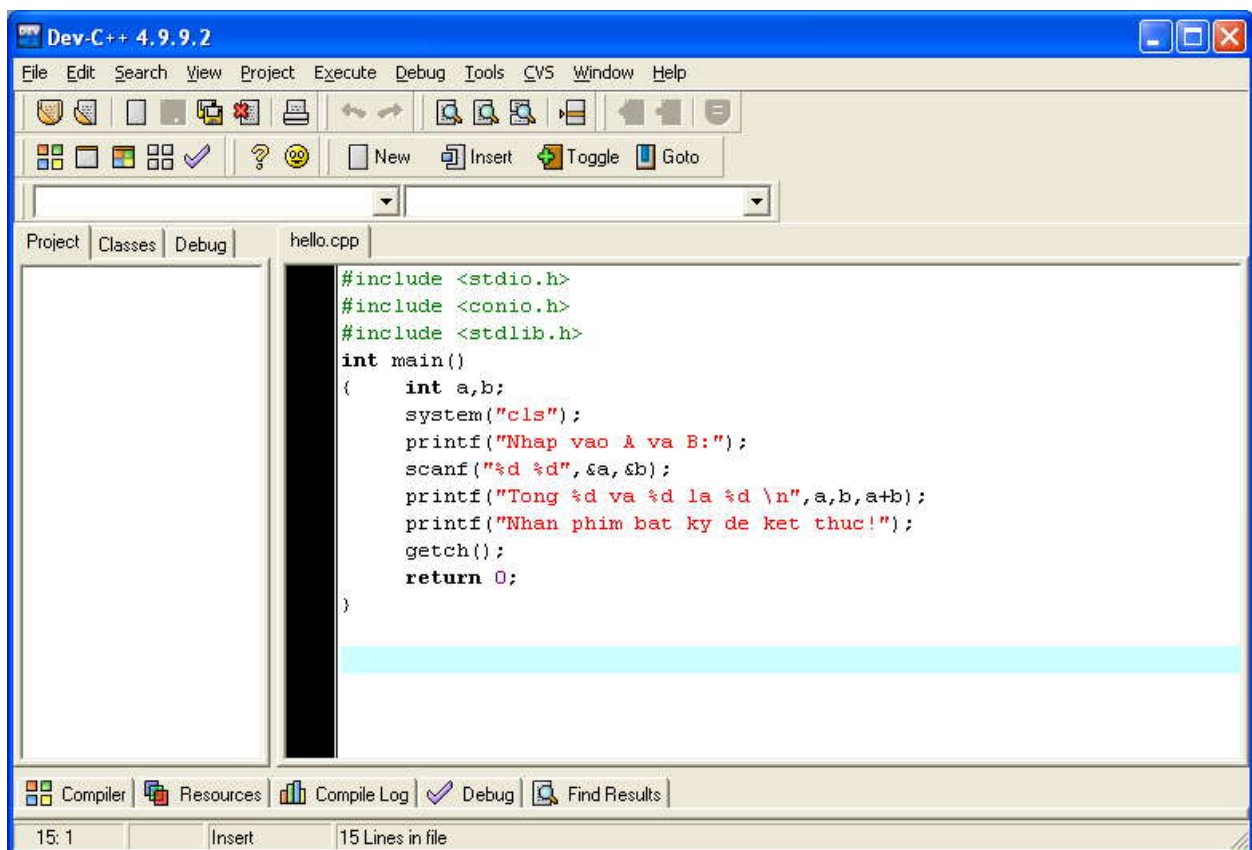 Dev-C++ 4.9.9.2
File Edit Search View Project Execute Debug Tools CVS Window Help
New Insert Toggle Goto
Project Classes Debug hello.cpp
#include <stdio.h>
#include <conio.h>
#include <stdlib.h>
int main()
{ int a,b;
system("cls");
printf("Nhap vao A va B:");
scanf("%d %d",&a,&b);
printf("Tong %d va %d la %d \n",a,b,a+b);
printf("Nhan phim bat ky de ket thuc!");
getch();
return 0;
}
Compiler Resources Compile Log Debug Find Results
15: 1 Insert 15 Lines in file